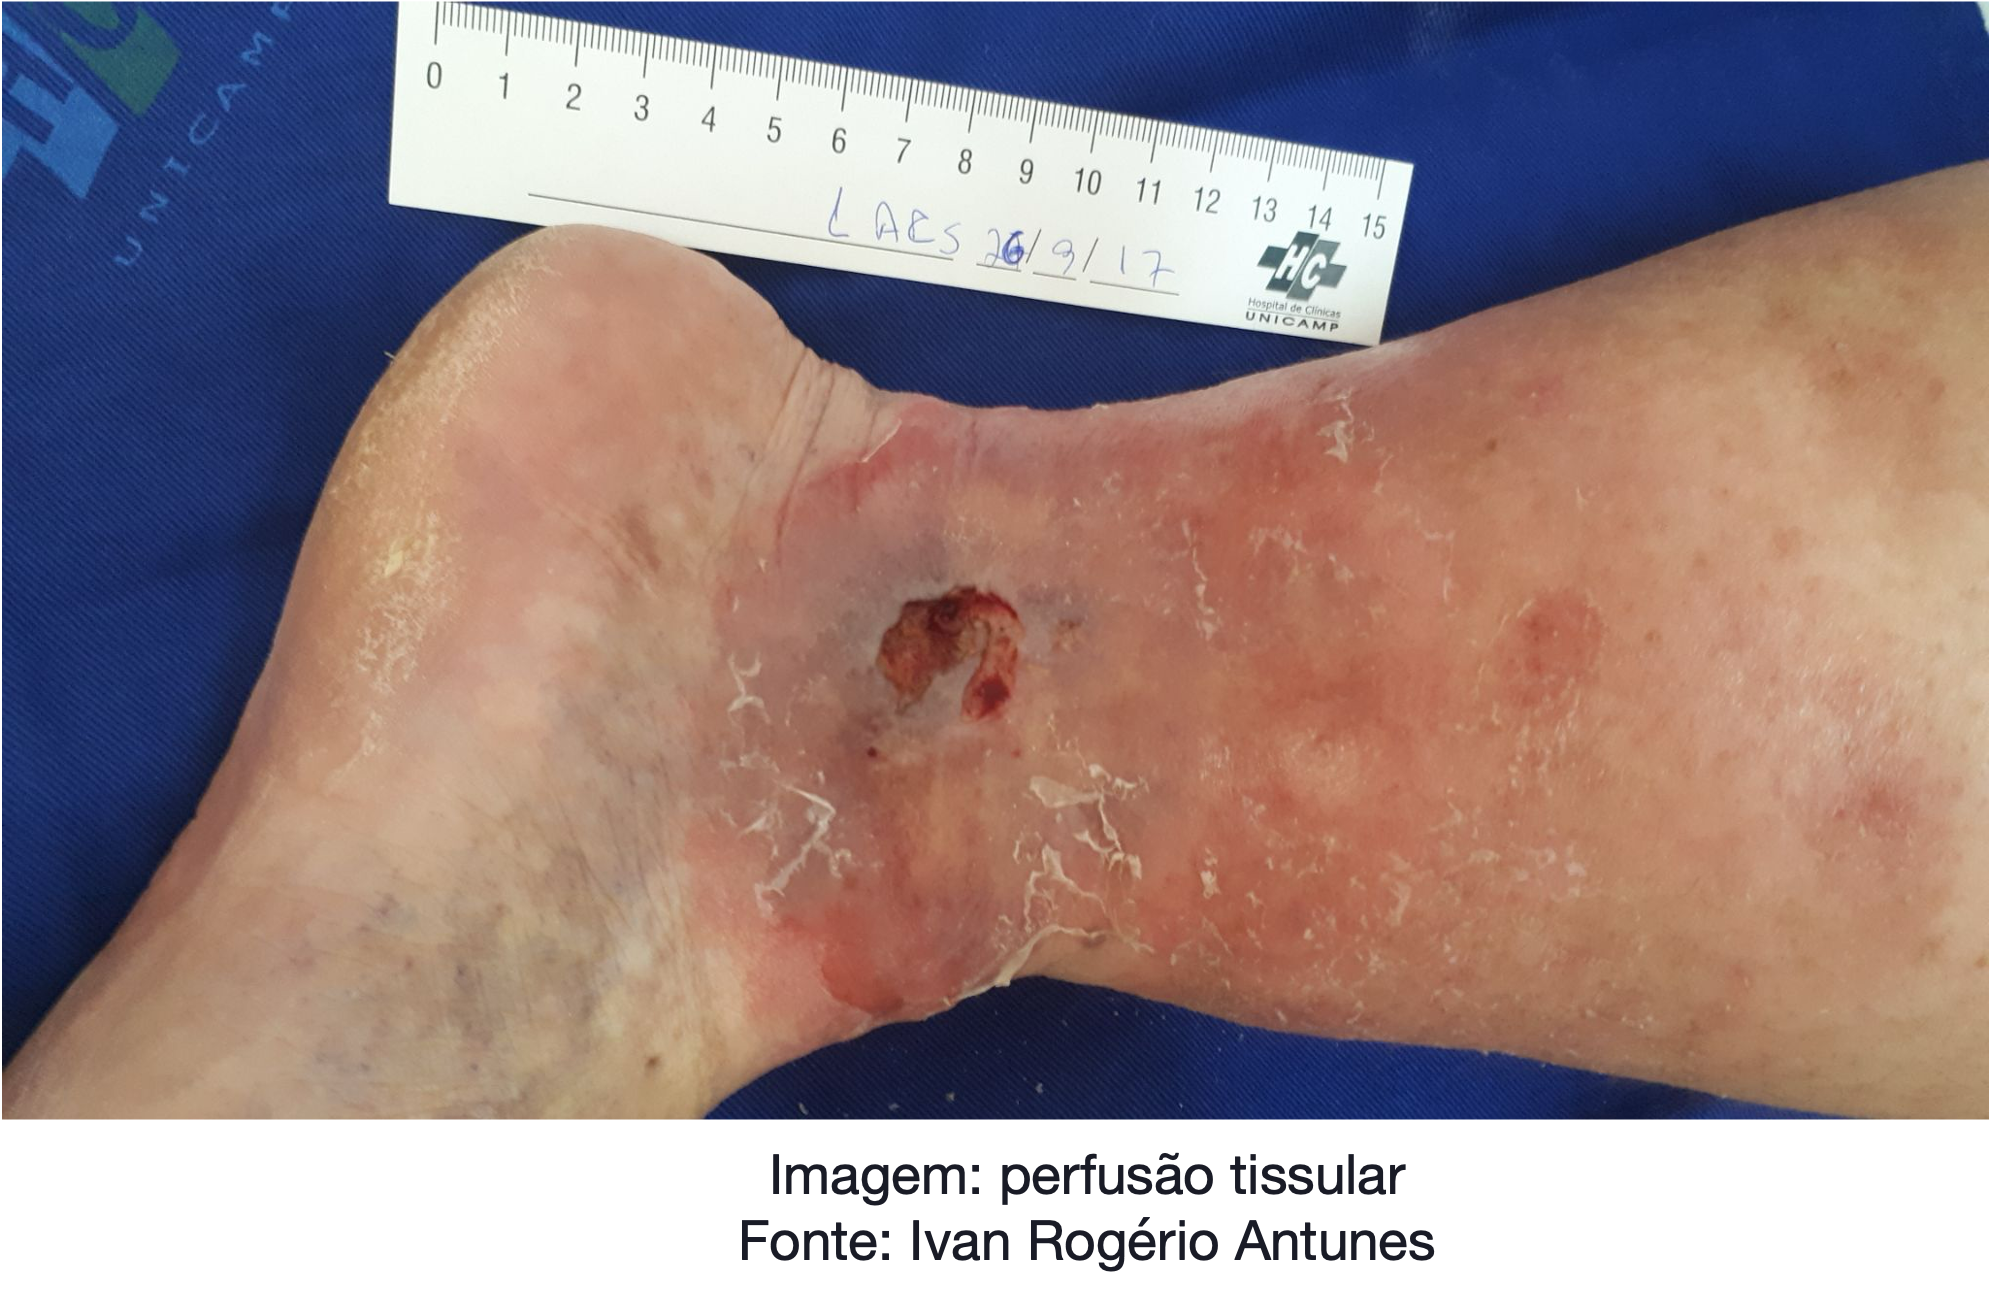 UNICAMP
0 1 2 3 4 5 6 7 8 9 10 11 12 13 14 15
LAES 26/9/17
HC
Hospital de Clínicas
UNICAMP
Imagem: perfusão tissular
Fonte: Ivan Rogério Antunes